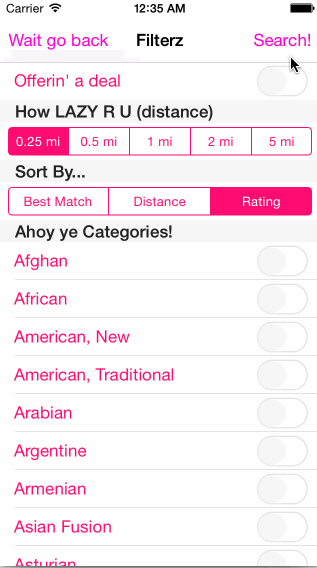 Carrier 12:35 AM
Wait go back Filterz Search!
Offerin' a deal
How LAZY R U (distance)
0.25 mi 0.5 mi 1 mi 2 mi 5 mi
Sort By...
Best Match Distance Rating
Ahoy ye Categories!
Afghan
African
American, New
American, Traditional
Arabian
Argentine
Armenian
Asian Fusion
Asturian